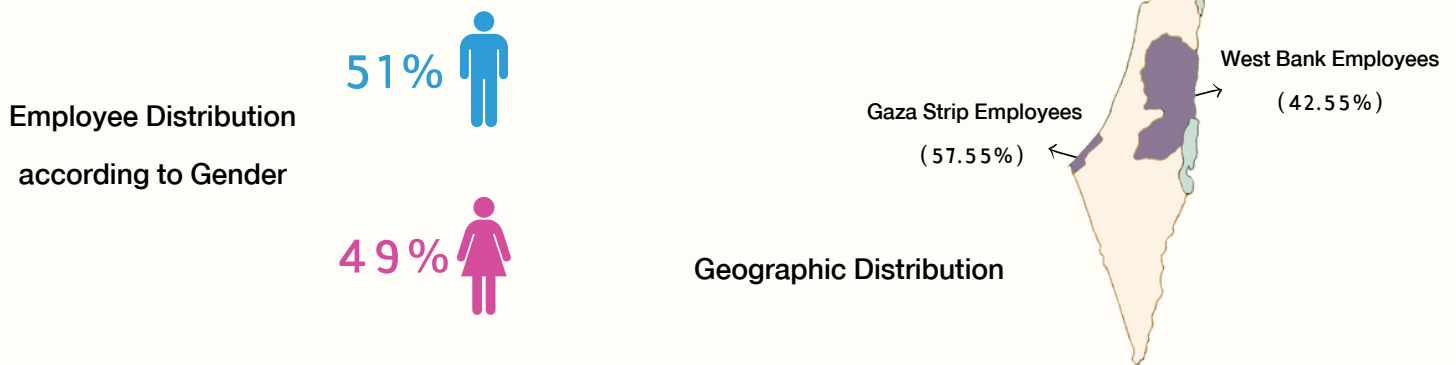 51%
Employee Distribution
according to Gender
49%
West Bank Employees
(42.55%)
Gaza Strip Employees
(57.55%)
Geographic Distribution